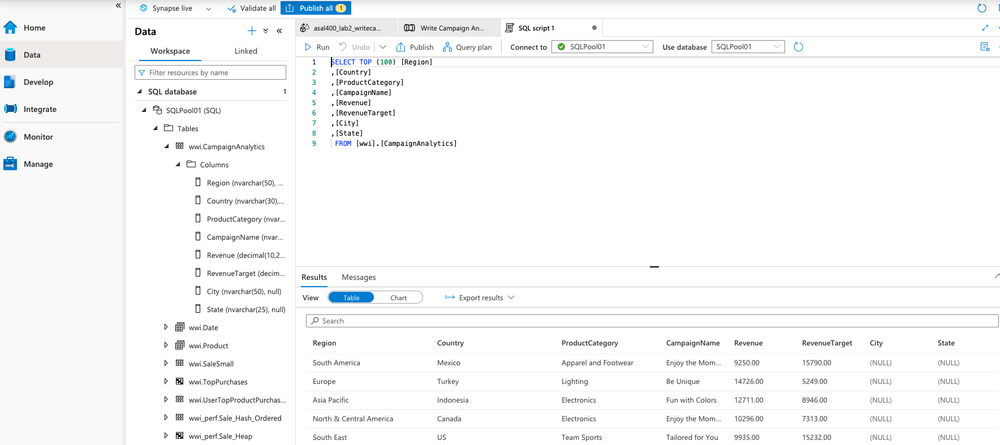 Synapse live
Validate all
Publish all 1
Home
Data
Develop
Integrate
Monitor
Manage
Data
Workspace
Linked
Filter resources by name
SQL database 1
SQLPool01 (SQL)
Tables
wwi.CampaignAnalytics
Columns
Region (nvarchar(50), ...
Country (nvarchar(30),...
ProductCategory (nvar...
CampaignName (nvar...
Revenue (decimal(10,2...
RevenueTarget (decim...
City (nvarchar(50), null)
State (nvarchar(25), null)
wwi.Date
wwi.Product
wwi.SaleSmall
wwi.TopPurchases
wwi.UserTopProductPurchas...
wwi_perf.Sale_Hash_Ordered
wwi_perf.Sale_Heap
asal400_lab2_writeca...
Write Campaign An...
SQL script 1
Run
Undo
Publish
Query plan
Connect to
SQLPool01
Use database
SQLPool01
1 SELECT TOP (100) [Region]
2 ,[Country]
3 ,[ProductCategory]
4 ,[CampaignName]
5 ,[Revenue]
6 ,[RevenueTarget]
7 ,[City]
8 ,[State]
9 FROM [wwi].[CampaignAnalytics]
Results
Messages
View
Table
Chart
Export results
Search
Region Country ProductCategory CampaignName Revenue RevenueTarget City State
South America Mexico Apparel and Footwear Enjoy the Mom... 9250.00 15790.00 (NULL) (NULL)
Europe Turkey Lighting Be Unique 14726.00 5249.00 (NULL) (NULL)
Asia Pacific Indonesia Electronics Fun with Colors 12711.00 8946.00 (NULL) (NULL)
North & Central America Canada Electronics Enjoy the Mom... 10296.00 7313.00 (NULL) (NULL)
South East US Team Sports Tailored for You 9935.00 15232.00 (NULL) (NULL)